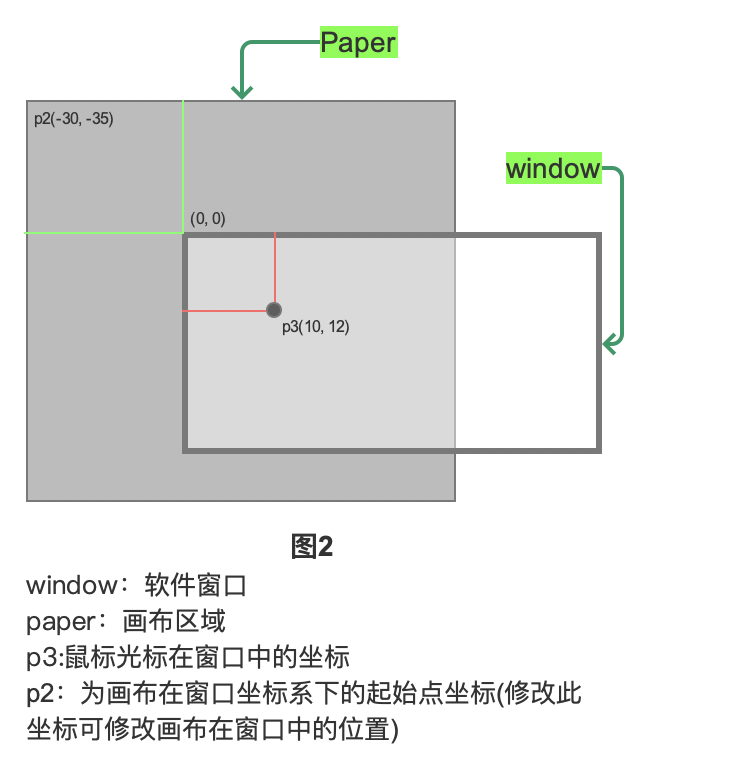 Paper
p2(-30, -35)
window
(0, 0)
p3(10, 12)
图2
window：软件窗口
paper：画布区域
p3:鼠标光标在窗口中的坐标
p2：为画布在窗口坐标系下的起始点坐标(修改此
坐标可修改画布在窗口中的位置)